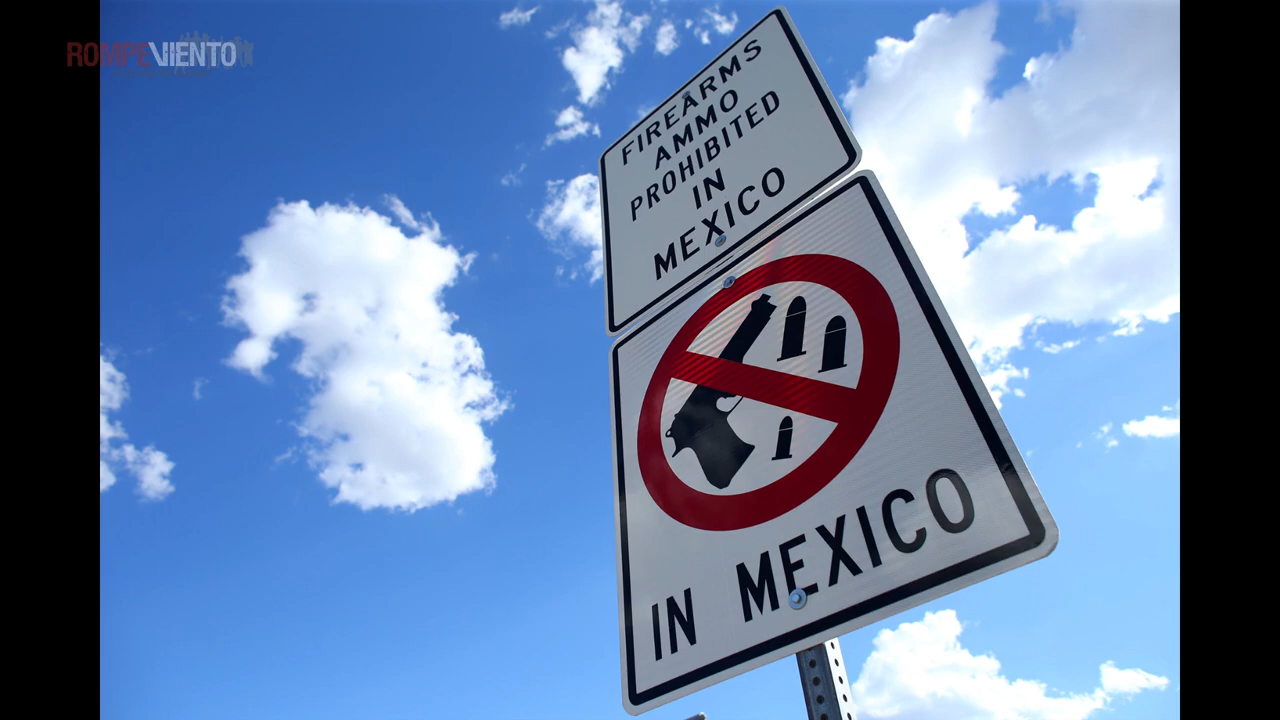 ROMPEVIENTO
FIREARMS
AMMO
PROHIBITED
IN
MEXICO
IN MEXICO